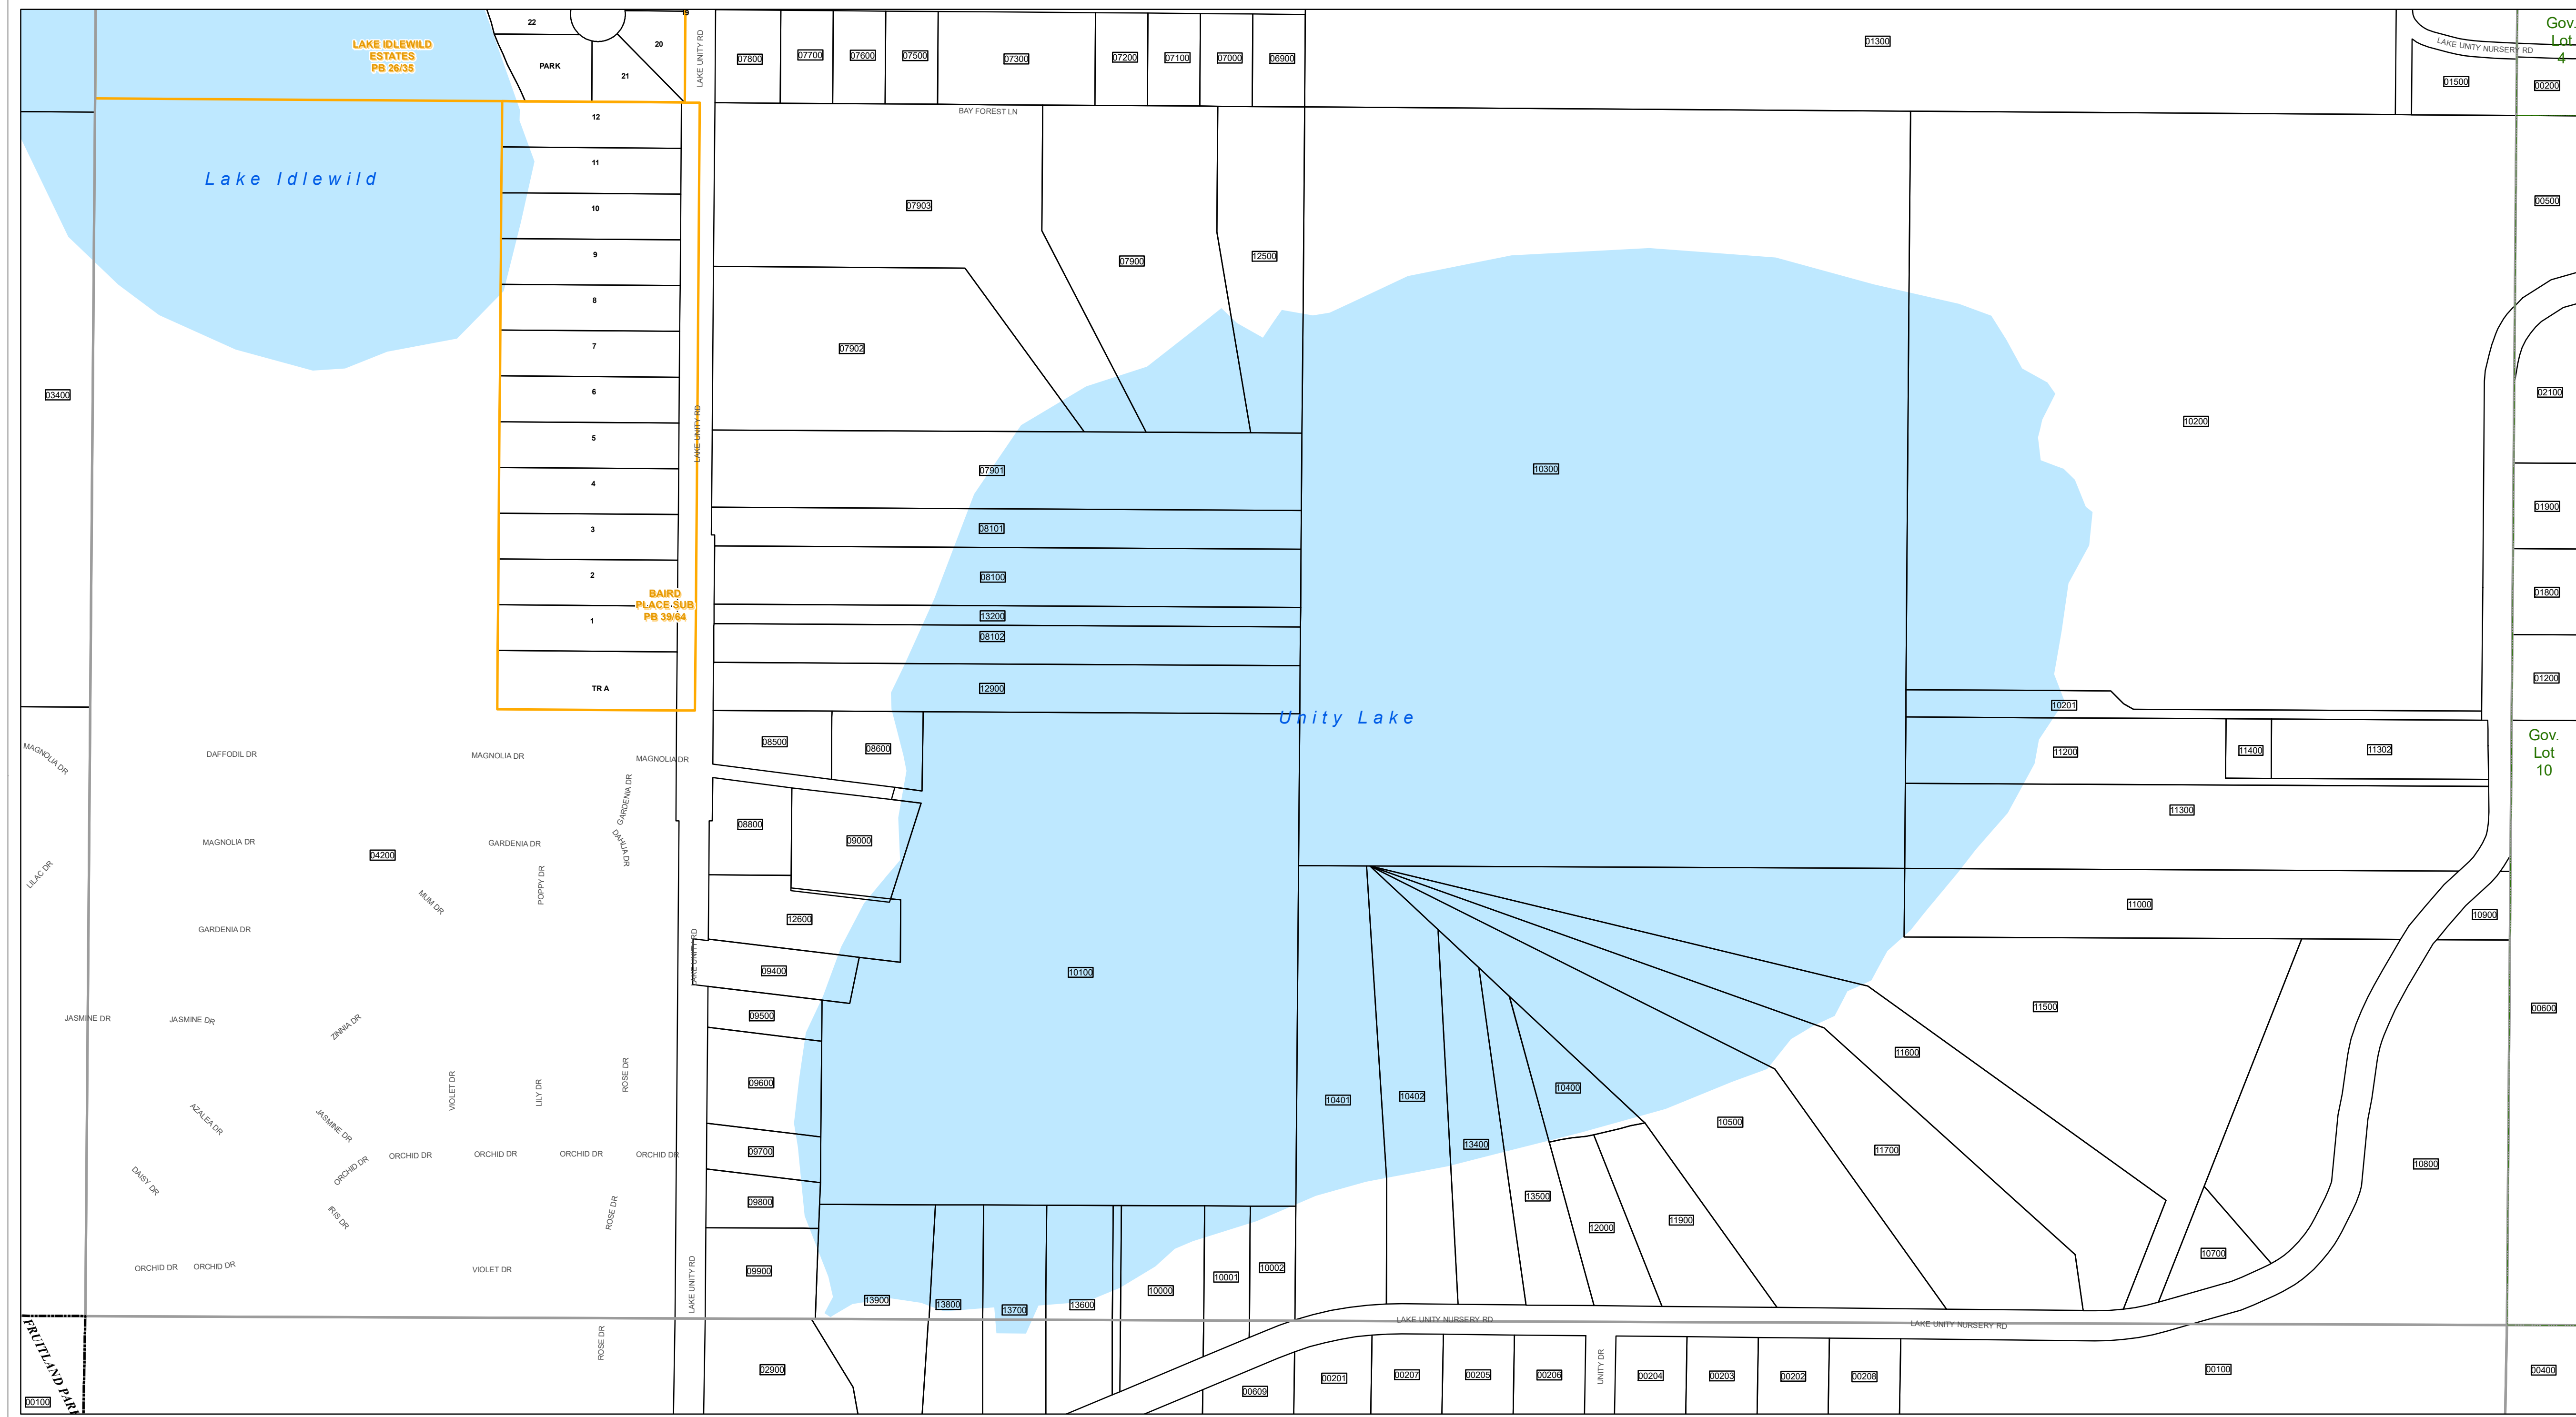 22
19
20
PARK
21
LAKE IDLEWILD
ESTATES
PB 26/35
LAKE UNITY RD
07800
07700
07600
07500
07300
07200
07100
07000
06900
01300
LAKE UNITY NURSERY RD
01500
Gov.
Lot
4
00200
BAY FOREST LN
Lake Idlewild
12
11
10
9
8
7
6
5
4
3
2
1
TR A
BAIRD
PLACE SUB
PB 39/64
LAKE UNITY RD
03400
07903
07900
12500
07902
07901
08101
08100
13200
08102
12900
10300
10200
00500
02100
01900
01800
01200
Unity Lake
10201
11200
11400
11302
11300
11000
10900
Gov.
Lot
10
MAGNOLIA DR
DAFFODIL DR
MAGNOLIA DR
MAGNOLIA DR
GARDENIA DR
DAHLIA DR
MAGNOLIA DR
04200
GARDENIA DR
LILAC DR
MUM DR
POPPY DR
GARDENIA DR
08500
08600
08800
09000
12600
LAKE UNITY RD
09400
10100
09500
JASMINE DR
JASMINE DR
ZINNIA DR
VIOLET DR
LILY DR
ROSE DR
AZALEA DR
JASMINE DR
ORCHID DR
ORCHID DR
ORCHID DR
ORCHID DR
ORCHID DR
DAISY DR
IRIS DR
ROSE DR
ORCHID DR
ORCHID DR
VIOLET DR
LAKE UNITY RD
09600
09700
09800
09900
11500
00600
11600
10401
10402
10400
13400
10500
11700
10800
13500
12000
11900
10700
13900
13800
13700
13600
10000
10001
10002
LAKE UNITY NURSERY RD
LAKE UNITY NURSERY RD
FRUITLAND PARK
00100
ROSE DR
02900
00609
00201
00207
00205
00206
UNITY DR
00204
00203
00202
00208
00100
00400